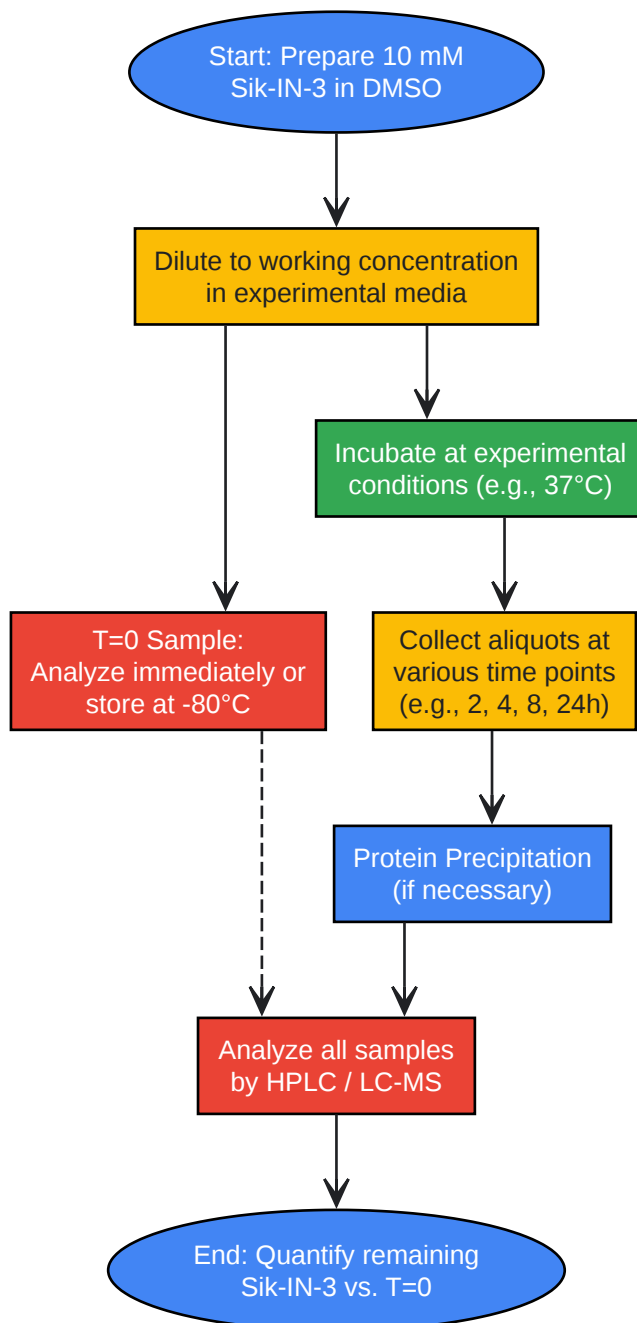 Start: Prepare 10 mM
Sik-IN-3 in DMSO
Dilute to working concentration
in experimental media
Incubate at experimental
conditions (e.g., 37°C)
T=0 Sample:
Analyze immediately or
store at -80°C
Collect aliquots at
various time points
(e.g., 2, 4, 8, 24h)
Protein Precipitation
(if necessary)
Analyze all samples
by HPLC / LC-MS
End: Quantify remaining
Sik-IN-3 vs. T=0